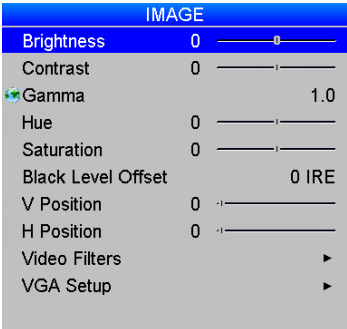 IMAGE
Brightness 0
Contrast 0
Gamma 1.0
Hue 0
Saturation 0
Black Level Offset 0 IRE
V Position 0
H Position 0
Video Filters
VGA Setup